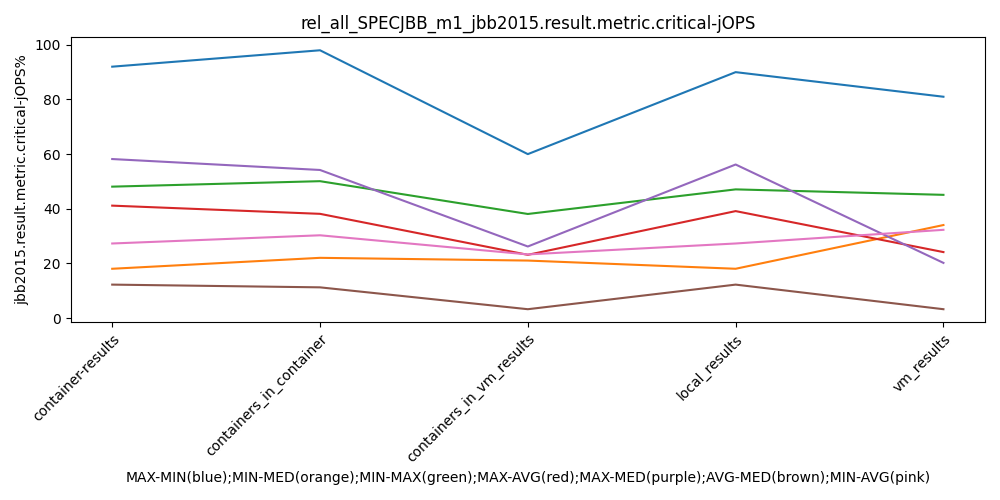 rel_all_SPECJBB_m1_jbb2015.result.metric.critical-jOPS
jbb2015.result.metric.critical-jOPS%
100
80
60
40
20
0
container-results
containers_in_container
containers_in_vm_results
local_results
vm_results
MAX-MIN(blue);MIN-MED(orange);MIN-MAX(green);MAX-AVG(red);MAX-MED(purple);AVG-MED(brown);MIN-AVG(pink)